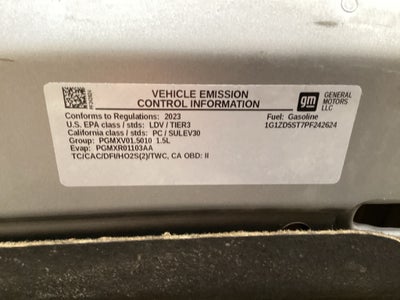 VEHICLE EMISSION
CONTROL INFORMATION
gm
GENERAL
MOTORS
LLC
Conforms to Regulations: 2023
Fuel: Gasoline
U.S. EPA class / stds: LDV / TIER3
1G1ZD5ST7PF242624
California class / stds: PC / SULEV30
Group: PGMXV01.5010 1.5L
Evap: PGMXR01103AA
TC/CAC/DFI/HO2S(2)/TWC, CA OBD: II